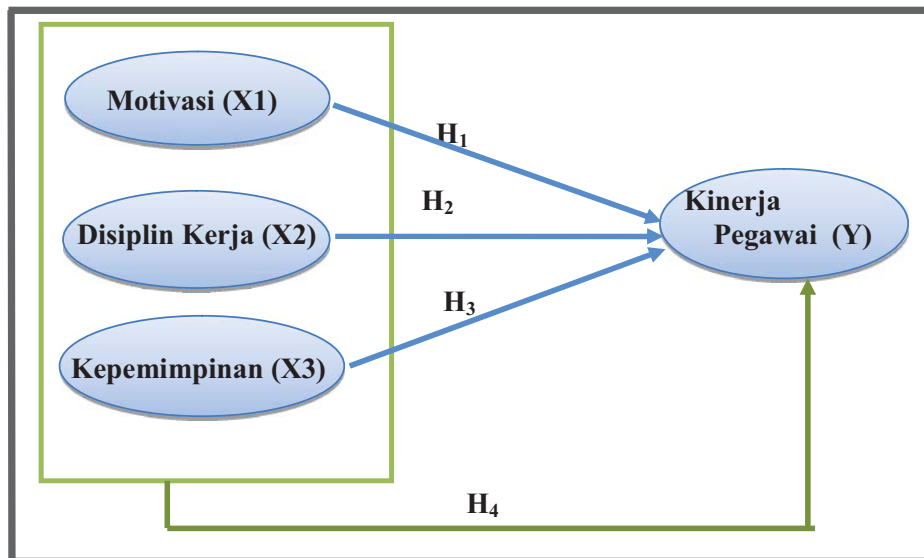 Motivasi (X1)
H₁
H₂
Disiplin Kerja (X2)
Kinerja
Pegawai (Y)
H₃
Kepemimpinan (X3)
H₄